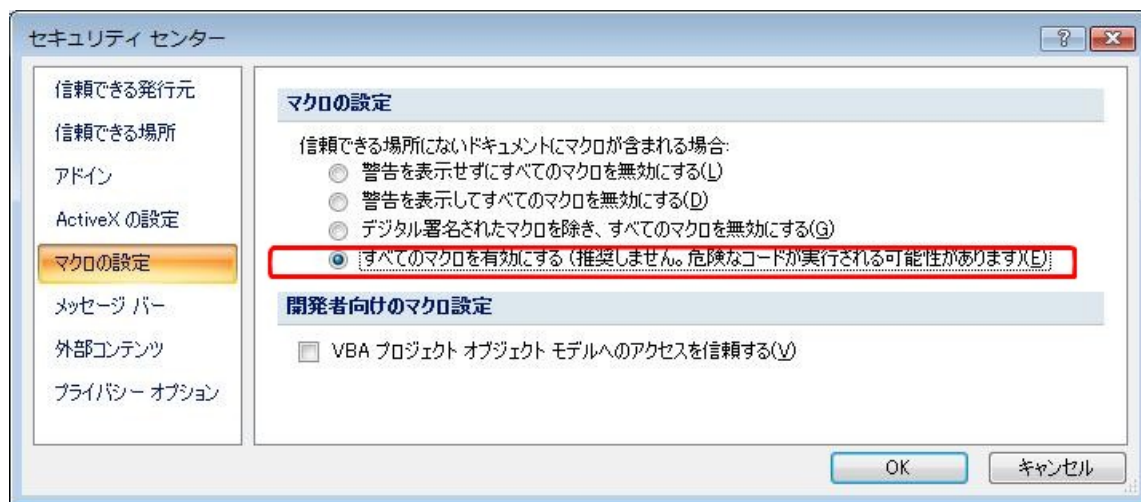 セキュリティ センター
信頼できる発行元
信頼できる場所
アドイン
ActiveX の設定
マクロの設定
メッセージ バー
外部コンテンツ
プライバシー オプション
マクロの設定
信頼できる場所にないドキュメントにマクロが含まれる場合:
警告を表示せずにすべてのマクロを無効にする(L)
警告を表示してすべてのマクロを無効にする(D)
デジタル署名されたマクロを除き、すべてのマクロを無効にする(G)
すべてのマクロを有効にする (推奨しません。危険なコードが実行される可能性があります)(E)
開発者向けのマクロ設定
VBA プロジェクト オブジェクト モデルへのアクセスを信頼する(V)
OK
キャンセル